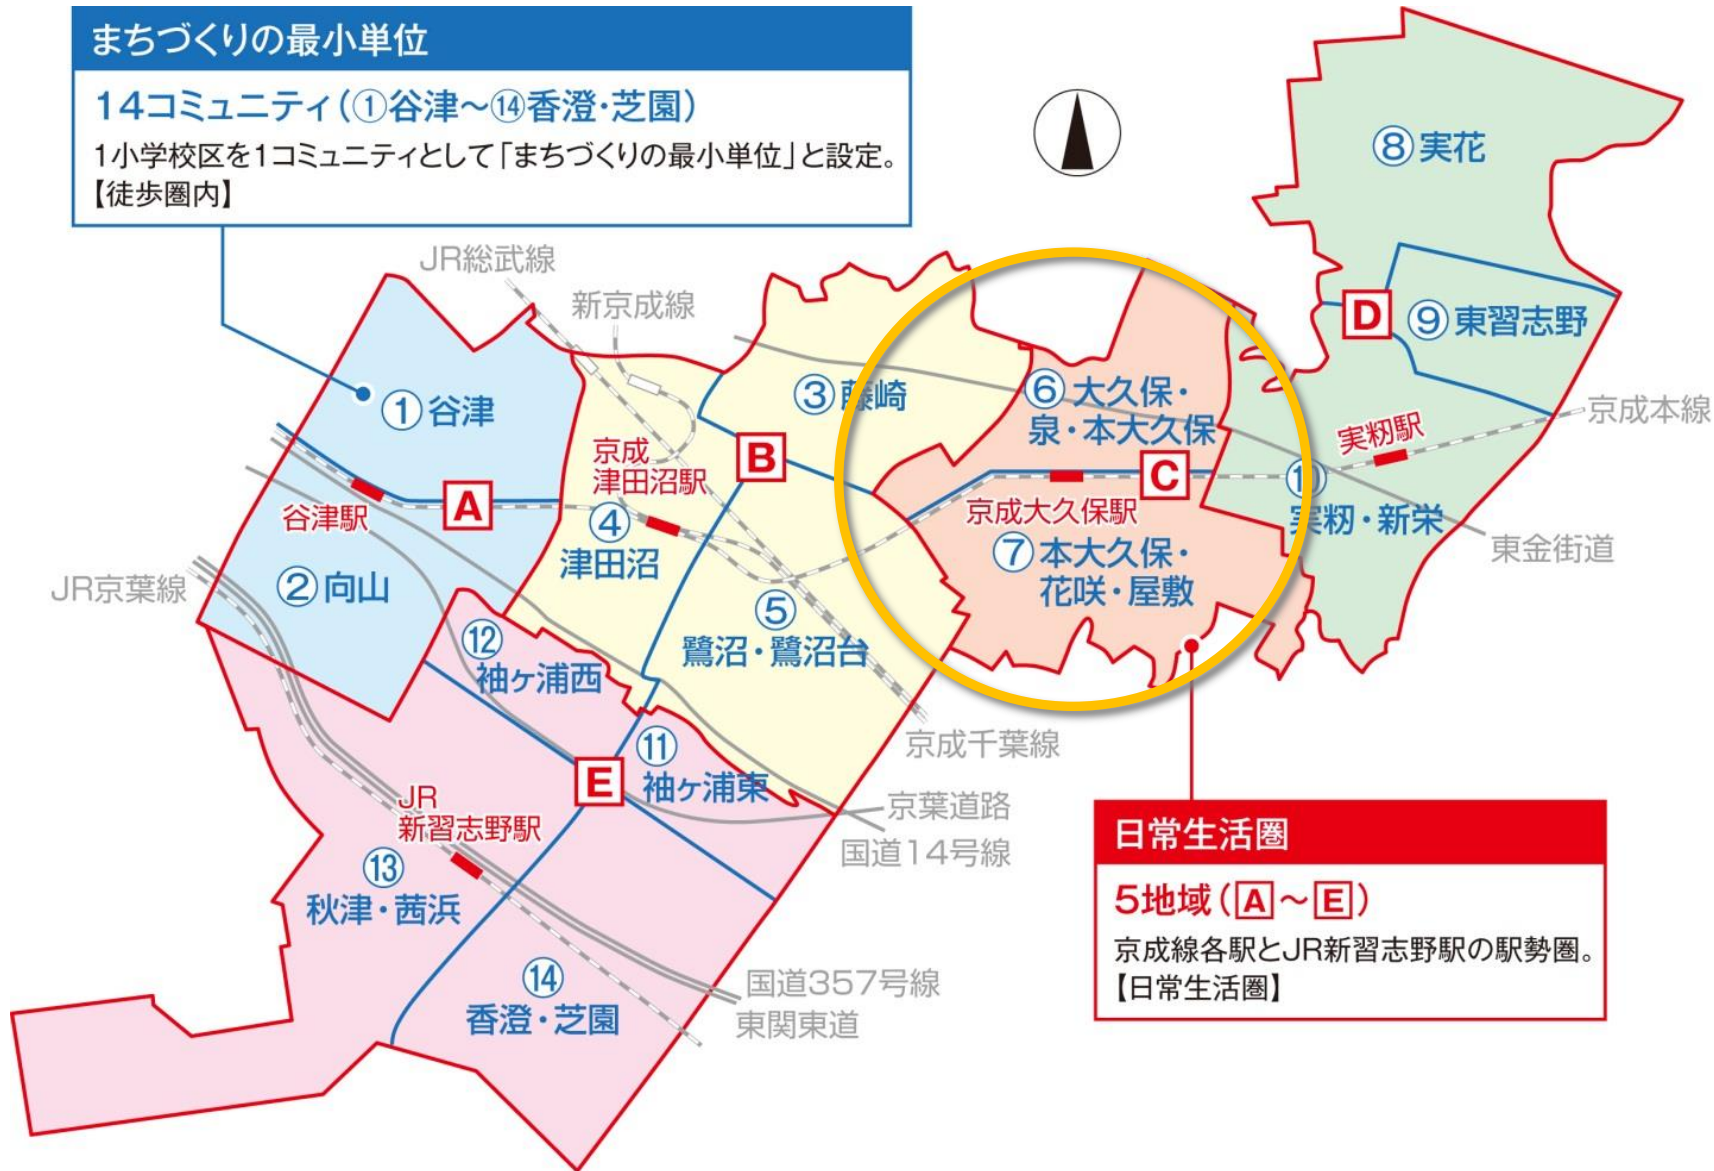 まちづくりの最小単位
14コミュニティ(①谷津～⑭香澄・芝園)
1小学校区を1コミュニティとして「まちづくりの最小単位」と設定。
【徒歩圏内】
JR総武線
新京成線
⑧実花
⑨東習志野
D
京成本線
実籾駅
⑩
実籾・新栄
東金街道
①谷津
谷津駅
A
②向山
JR京葉線
③藤崎
京成
津田沼駅
B
④
津田沼
⑤
鷺沼・鷺沼台
⑥大久保・
泉・本大久保
C
京成大久保駅
⑦本大久保・
花咲・屋敷
⑫
袖ヶ浦西
⑪
袖ヶ浦東
E
京成千葉線
京葉道路
国道14号線
JR
新習志野駅
⑬
秋津・茜浜
⑭
香澄・芝園
国道357号線
東関東道
日常生活圏
5地域(A～E)
京成線各駅とJR新習志野駅の駅勢圏。
【日常生活圏】